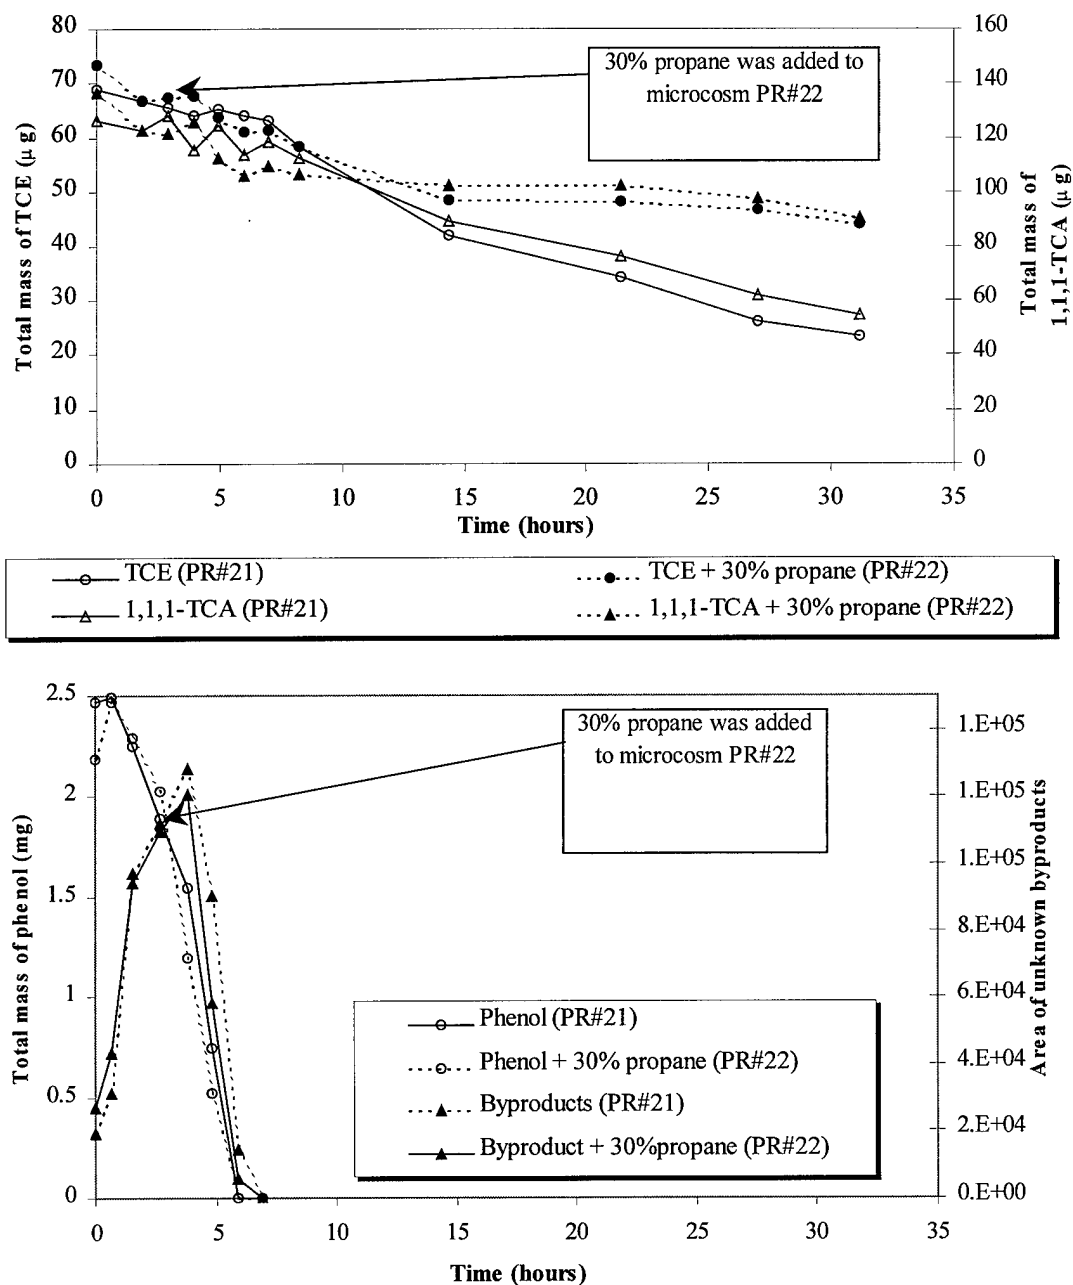 80
70
60
50
40
30
20
10
0
Total mass of TCE (μ g)
30% propane was added to
microcosm PR#22
160
140
120
100
80
60
40
20
0
Total mass of
1,1,1-TCA (μ g)
0 5 10 15 20 25 30 35
Time (hours)
TCE (PR#21)
TCE + 30% propane (PR#22)
1,1,1-TCA (PR#21)
1,1,1-TCA + 30% propane (PR#22)
2.5
2
1.5
1
0.5
0
Total mass of phenol (mg)
30% propane was added
to microcosm PR#22
1.E+05
1.E+05
1.E+05
8.E+04
6.E+04
4.E+04
2.E+04
0.E+00
Area of unknown byproducts
Phenol (PR#21)
Phenol + 30% propane (PR#22)
Byproducts (PR#21)
Byproduct + 30%propane (PR#22)
0 5 10 15 20 25 30 35
Time (hours)